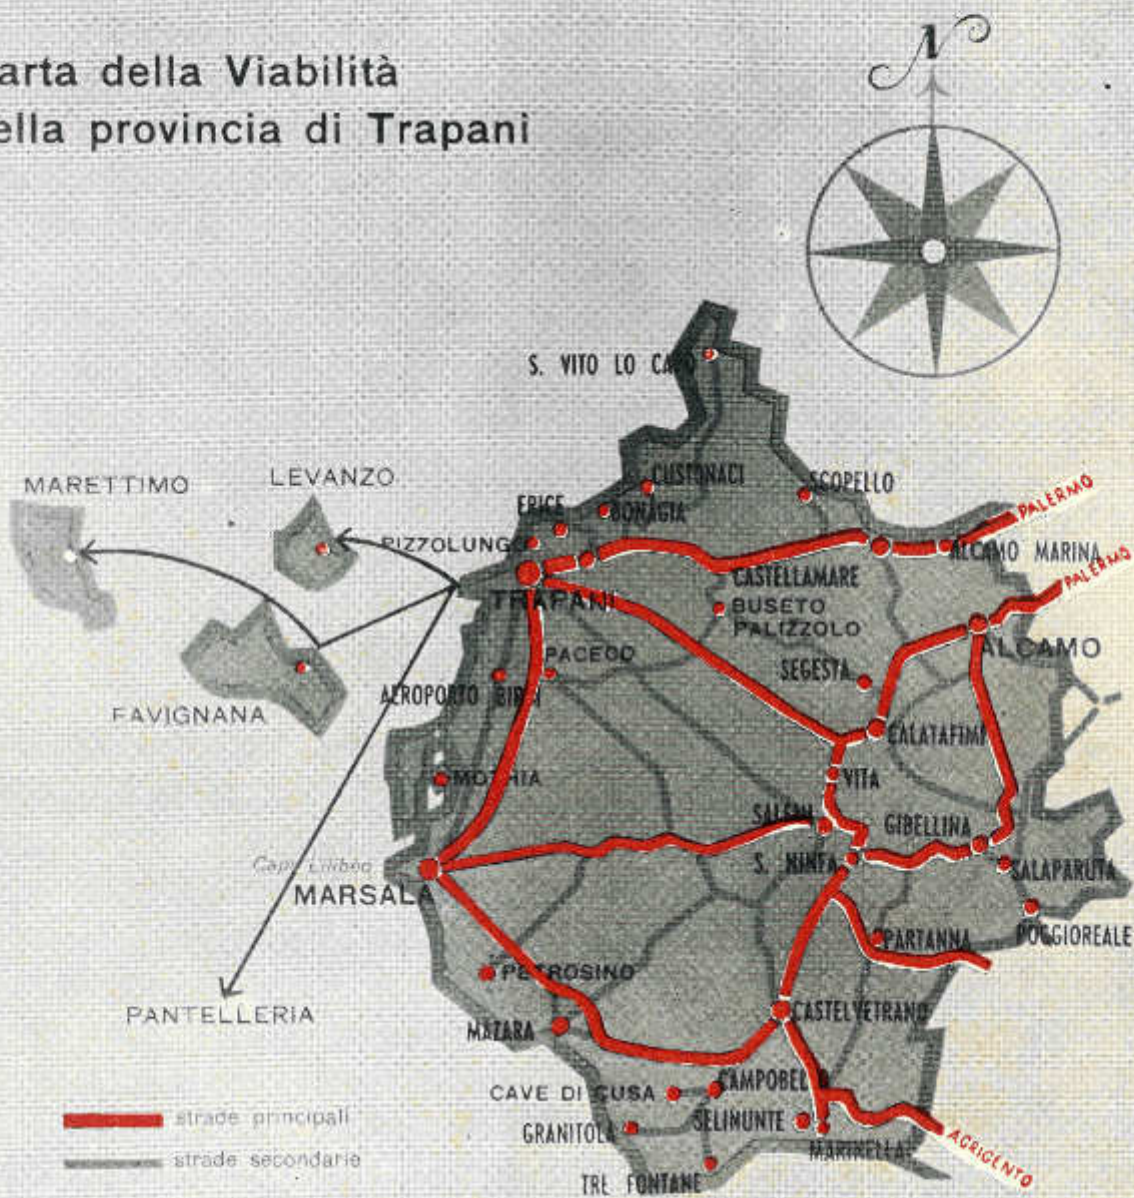 arta della Viabilità
ella provincia di Trapani
N
S. VITO LO CAPO
MARETTIMO
LEVANZO
CUSTONACI
SCOPELLO
ERICE
BONAGIA
PALERMO
PIZZOLUNGO
ALCAMO MARINA
CASTELLAMARE
PALERMO
TRAPANI
BUSETO
PALIZZOLO
ALCAMO
PACECO
SEGESTA
AEROPORTO BIRGI
FAVIGNANA
CALATAFIMI
MOTHIA
VITA
SALEMI
GIBELLINA
Capo Lilibeo
S. NINFA
SALAPARUTA
MARSALA
PARTANNA
POGGIOREALE
PETROSINO
PANTELLERIA
CASTELVETRANO
MAZARA
CAVE DI CUSA
CAMPOBELLO
strade principali
GRANITOLA
SELINUNTE
MARINELLA
AGRIGENTO
strade secondarie
TRE FONTANE